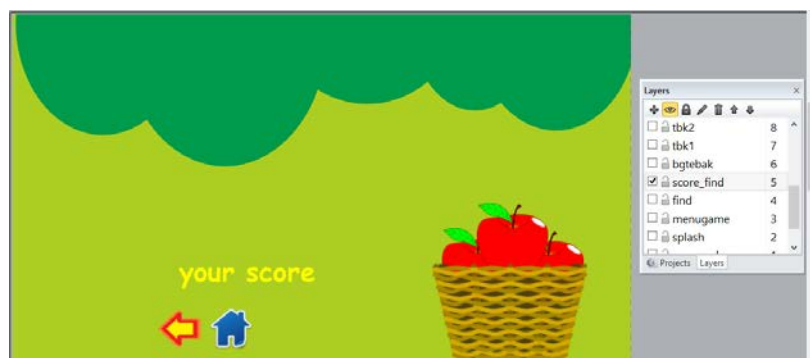 your score
Layers
tbk2 8
tbk1 7
bgtebak 6
score_find 5
find 4
menugame 3
splash 2
Projects Layers